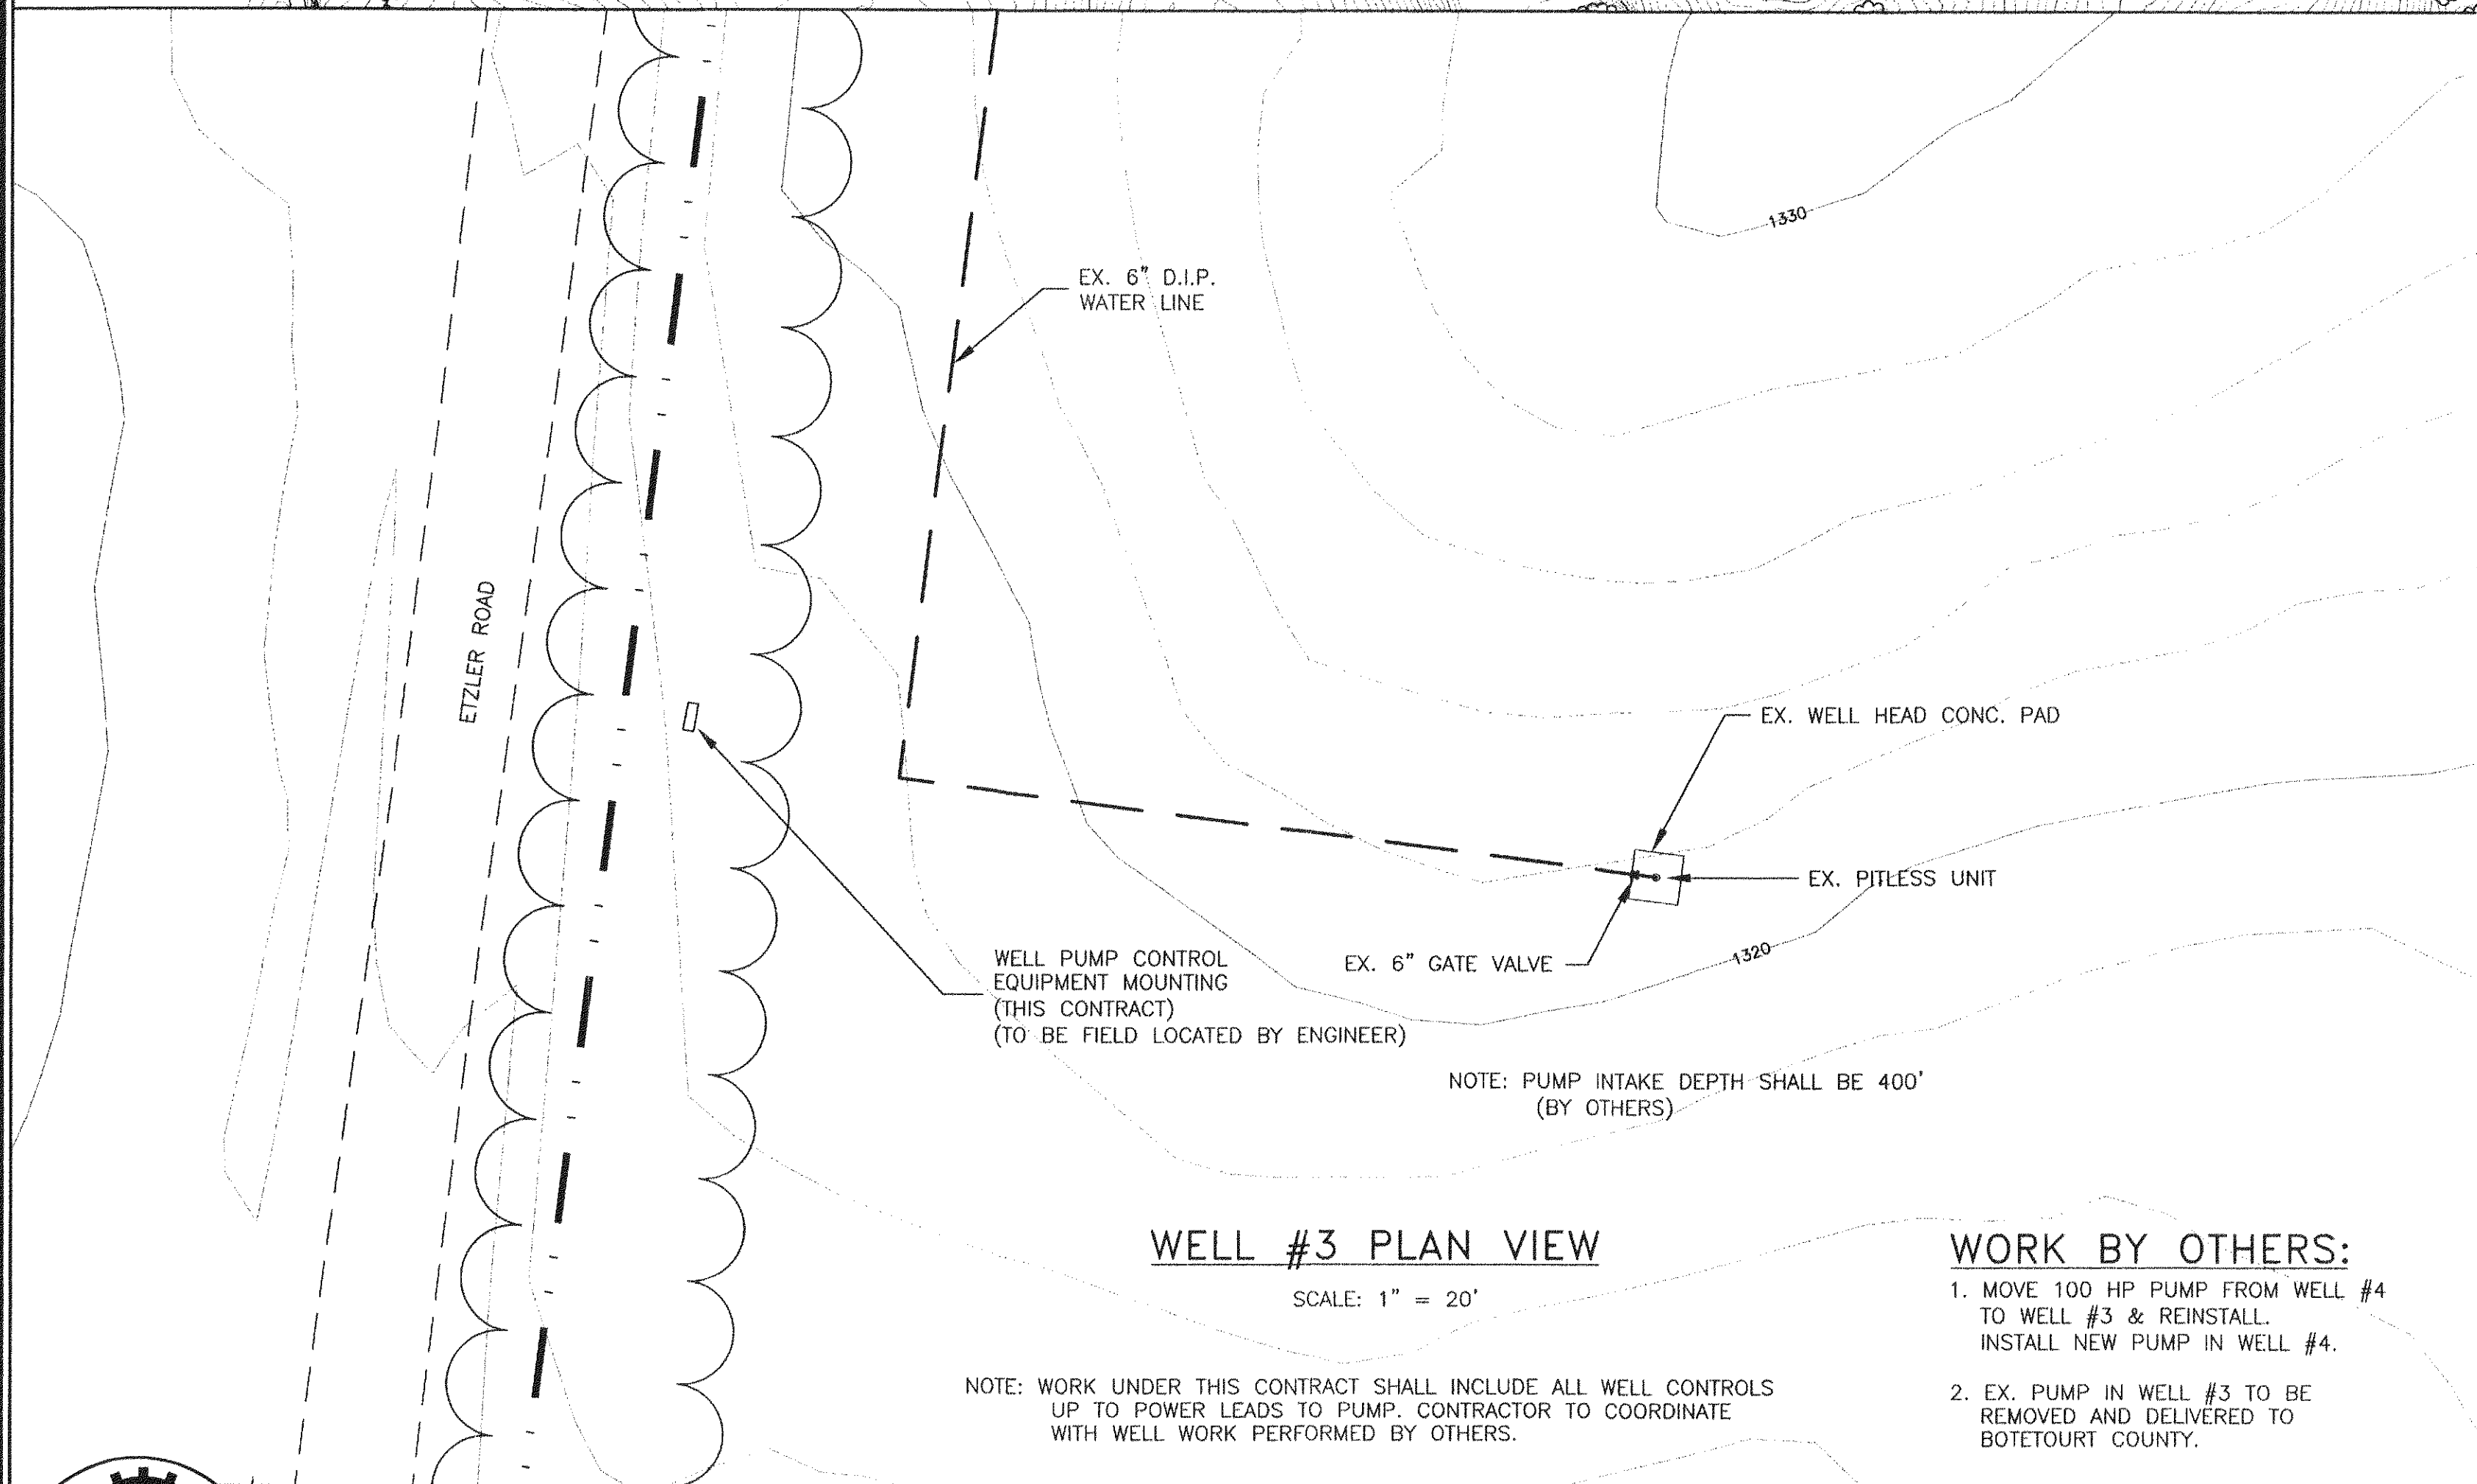 1330
EX. 6" D.I.P.
WATER LINE
ETZLER ROAD
EX. WELL HEAD CONC. PAD
EX. PITLESS UNIT
1320
EX. 6" GATE VALVE
WELL PUMP CONTROL
EQUIPMENT MOUNTING
(THIS CONTRACT)
(TO BE FIELD LOCATED BY ENGINEER)
NOTE: PUMP INTAKE DEPTH SHALL BE 400'
(BY OTHERS)
WELL #3 PLAN VIEW
SCALE: 1" = 20'
NOTE: WORK UNDER THIS CONTRACT SHALL INCLUDE ALL WELL CONTROLS
UP TO POWER LEADS TO PUMP. CONTRACTOR TO COORDINATE
WITH WELL WORK PERFORMED BY OTHERS.
WORK BY OTHERS:
1. MOVE 100 HP PUMP FROM WELL #4
TO WELL #3 & REINSTALL.
INSTALL NEW PUMP IN WELL #4.
2. EX. PUMP IN WELL #3 TO BE
REMOVED AND DELIVERED TO
BOTETOURT COUNTY.